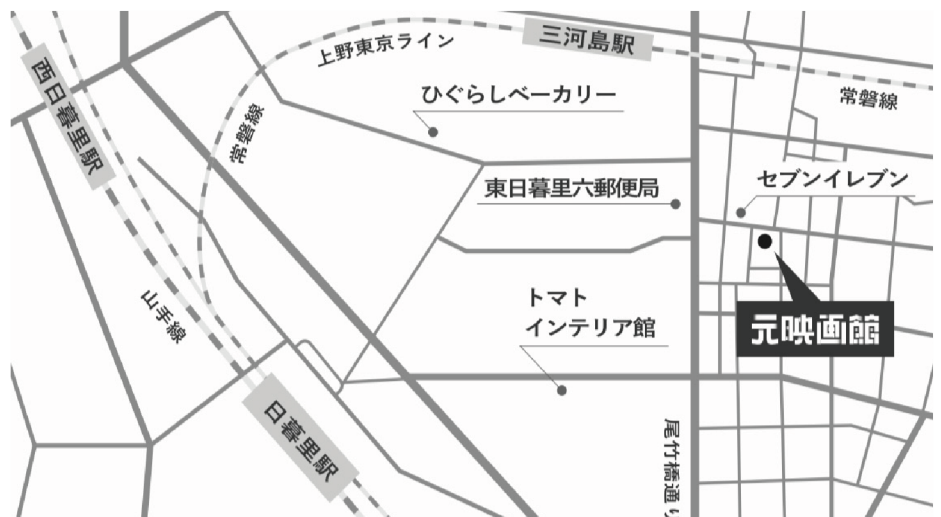 上野東京ライン
三河島駅
西日暮里駅
ひぐらしベーカリー
常磐線
常磐線
セブンイレブン
東日暮里六郵便局
山手線
トマト
インテリア館
元映画館
日暮里駅
尾竹橋通り